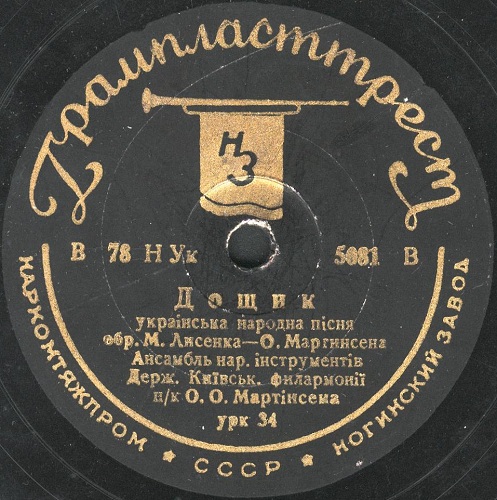 Грампласттрест
НЗ
В 78 Н Ук 5081 В
Дощик
українська народна пісня
обр. М. Лисенка—О. Маргинсена
Ансамбль нар. інструментів
Держ. Київськ. филармонії
п/к О. О. Мартінсена
урк 34
НАРКОМТЯЖПРОМ ★ СССР ★ НОГИНСКИЙ ЗАВОД